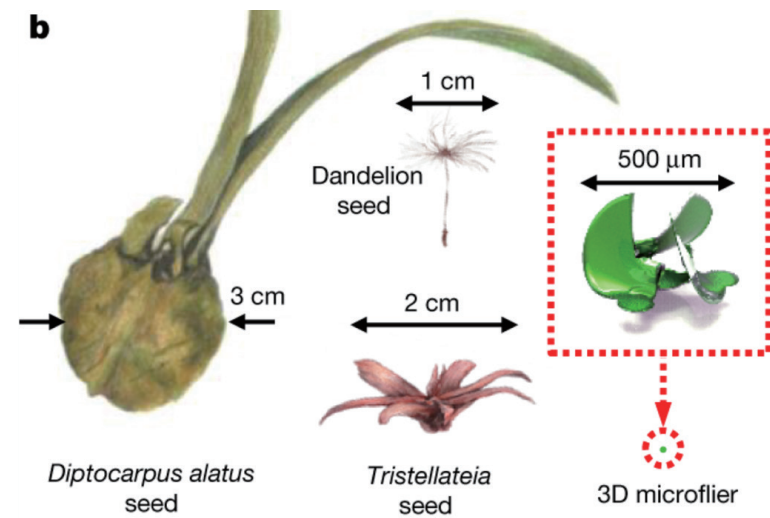 b
1 cm
Dandelion
seed
500 μm
3 cm
2 cm
Diptocarpus alatus
seed
Tristellateia
seed
3D microflier